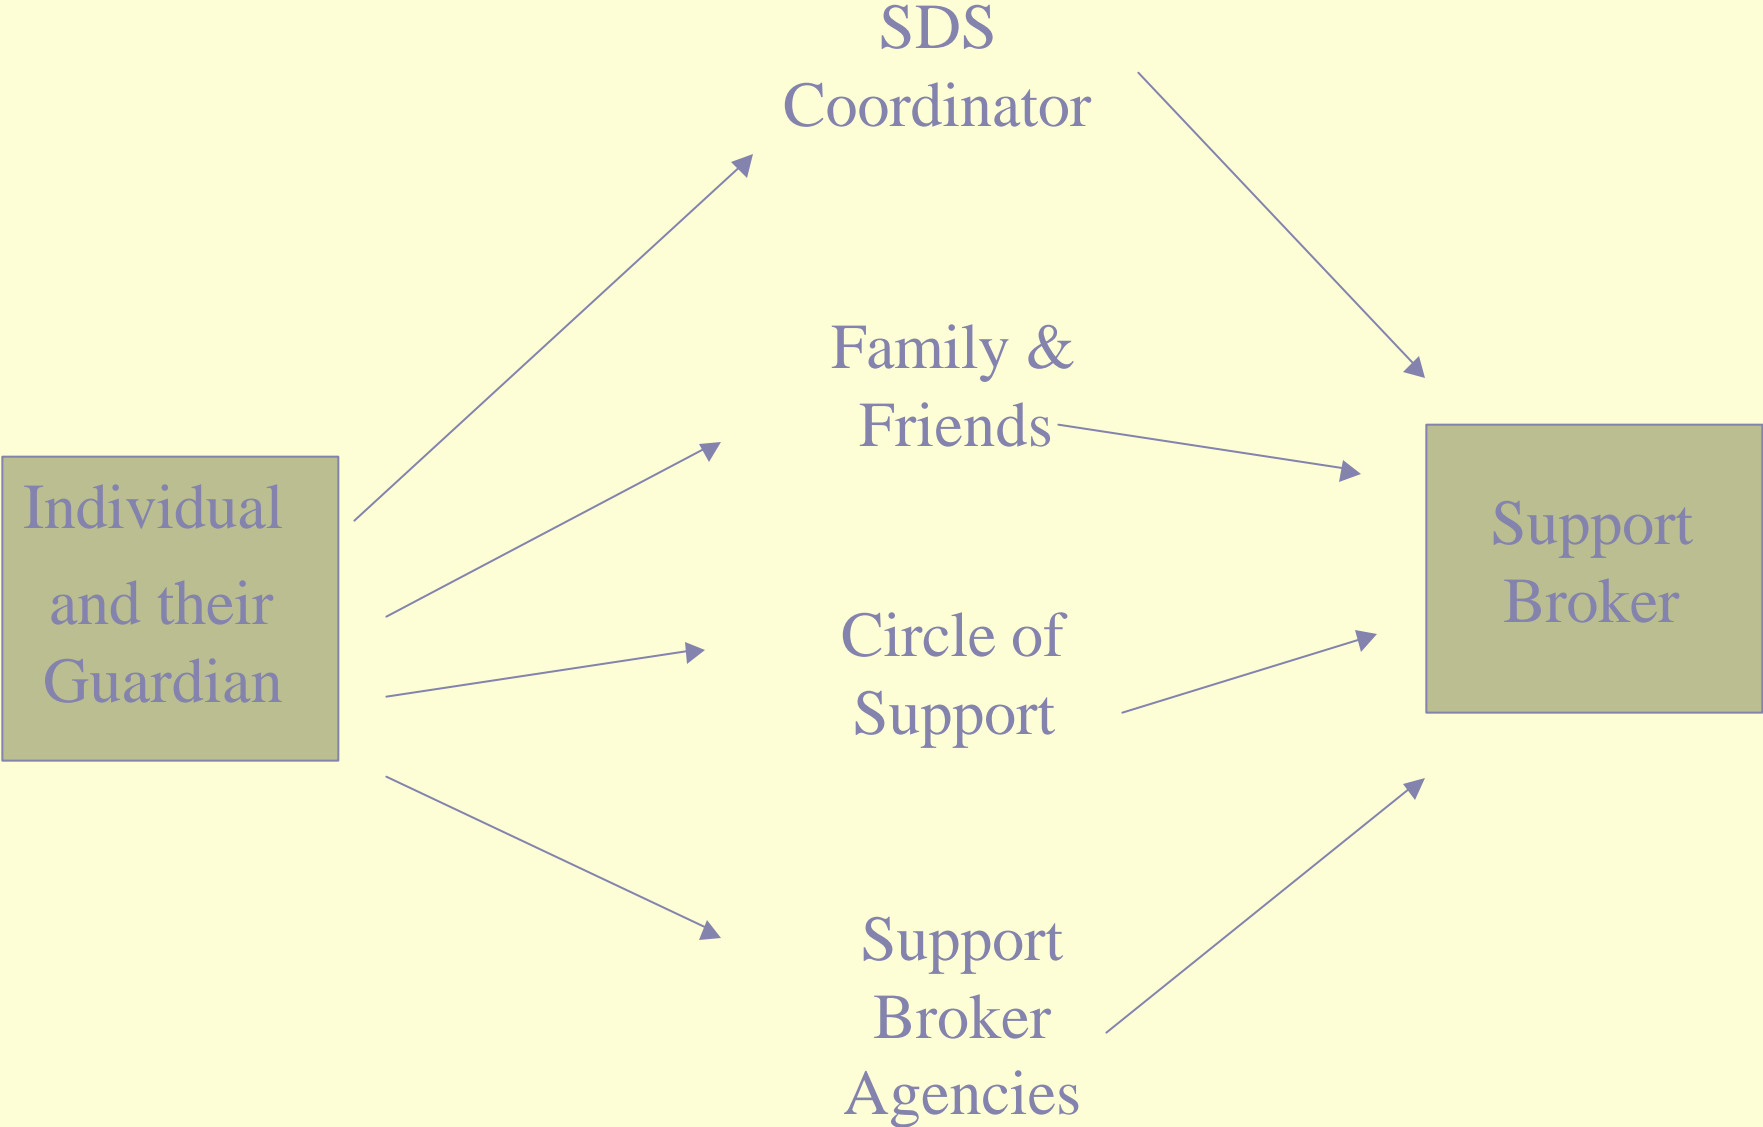 SDS
Coordinator
Family &
Friends
Individual
and their
Guardian
Circle of
Support
Support
Broker
Support
Broker
Agencies